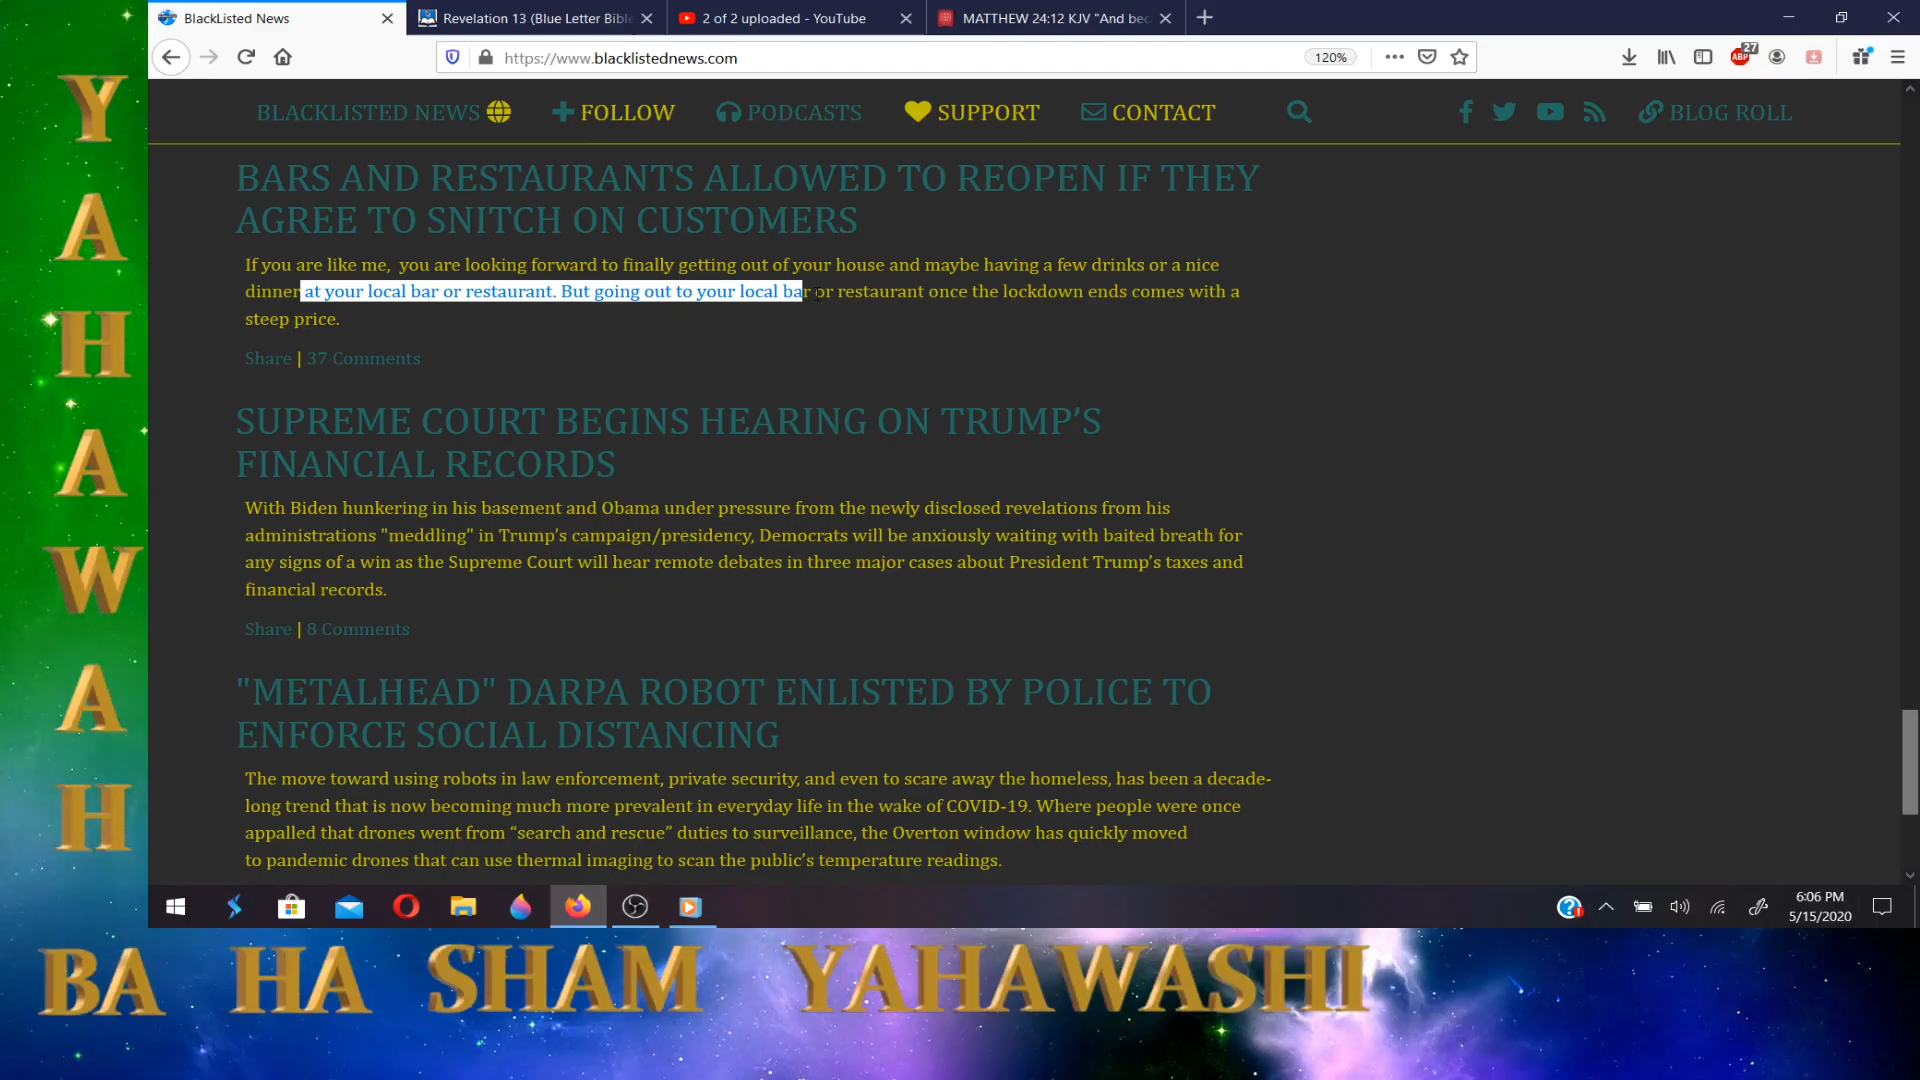 BlackListed News
Revelation 13 (Blue Letter Bible
2 of 2 uploaded - YouTube
MATTHEW 24:12 KJV "And bec
https://www.blacklistednews.com
120%
27
ABP
BLACKLISTED NEWS
FOLLOW
PODCASTS
SUPPORT
CONTACT
BLOG ROLL
BARS AND RESTAURANTS ALLOWED TO REOPEN IF THEY
AGREE TO SNITCH ON CUSTOMERS
If you are like me, you are looking forward to finally getting out of your house and maybe having a few drinks or a nice
dinner at your local bar or restaurant. But going out to your local bar or restaurant once the lockdown ends comes with a
steep price.
Share | 37 Comments
SUPREME COURT BEGINS HEARING ON TRUMP’S
FINANCIAL RECORDS
With Biden hunkering in his basement and Obama under pressure from the newly disclosed revelations from his
administrations "meddling" in Trump’s campaign/presidency, Democrats will be anxiously waiting with baited breath for
any signs of a win as the Supreme Court will hear remote debates in three major cases about President Trump’s taxes and
financial records.
Share | 8 Comments
"METALHEAD" DARPA ROBOT ENLISTED BY POLICE TO
ENFORCE SOCIAL DISTANCING
The move toward using robots in law enforcement, private security, and even to scare away the homeless, has been a decade-
long trend that is now becoming much more prevalent in everyday life in the wake of COVID-19. Where people were once
appalled that drones went from “search and rescue” duties to surveillance, the Overton window has quickly moved
to pandemic drones that can use thermal imaging to scan the public’s temperature readings.
6:06 PM
5/15/2020
YAHAWAH
BA HA SHAM YAHAWASHI